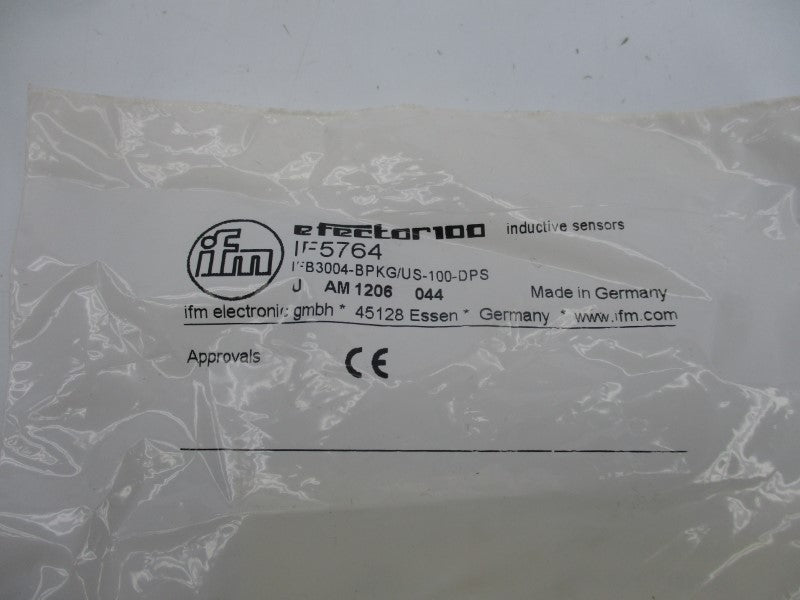 ifm
efector100 inductive sensors
IF5764
IFB3004-BPKG/US-100-DPS
J AM 1206 044 Made in Germany
ifm electronic gmbh * 45128 Essen * Germany * www.ifm.com
Approvals CE